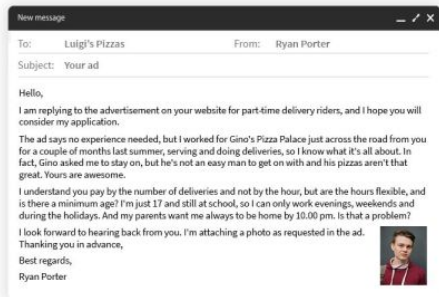 New message
To: Luigi's Pizzas From: Ryan Porter
Subject: Your ad
Hello,
I am replying to the advertisement on your website for part-time delivery riders, and I hope you will
consider my application.
The ad says no experience needed, but I worked for Gino's Pizza Palace just across the road from you
for a couple of months last summer, serving and doing deliveries, so I know what it's all about. In
fact, Gino asked me to stay on, but he's not an easy man to get on with and his pizzas aren't that
great. Yours are awesome.
I understand you pay by the number of deliveries and not by the hour, but are the hours flexible, and
is there a minimum age? I'm just 17 and still at school, so I can only work evenings, weekends and
during the holidays. And my parents want me always to be home by 10.00 pm. Is that a problem?
I look forward to hearing back from you. I'm attaching a photo as requested in the ad.
Thanking you in advance,
Best regards,
Ryan Porter